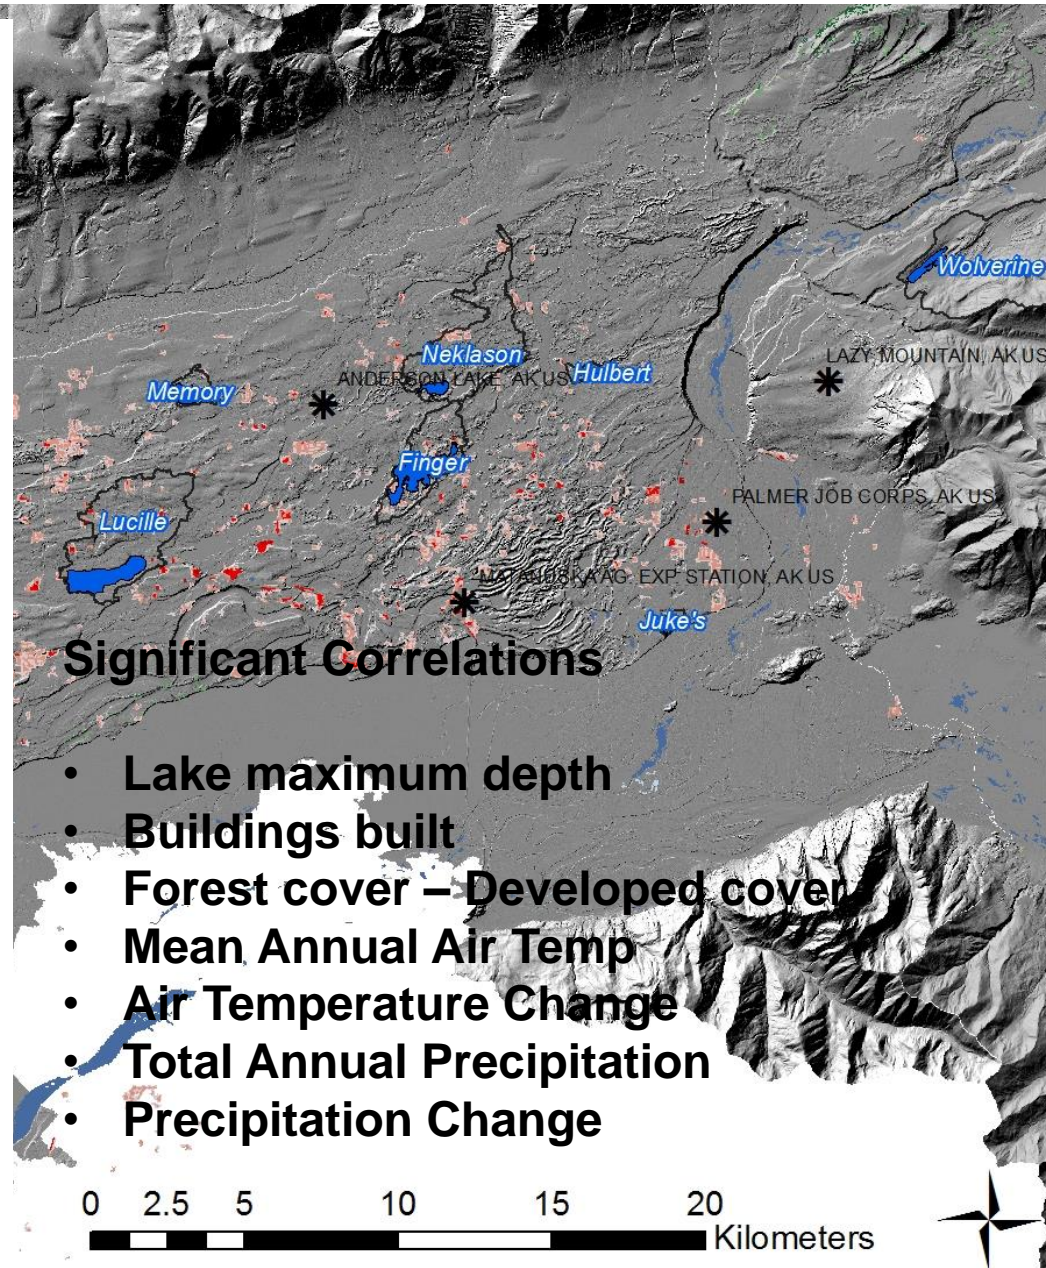 Wolverine
LAZY MOUNTAIN, AK US
Neklason
ANDERSON LAKE, AK US
Hulbert
Memory
Finger
PALMER JOB CORPS, AK US
Lucille
MATANUSKA AG. EXP STATION, AK US
Juke's
Significant Correlations
• Lake maximum depth
• Buildings built
• Forest cover – Developed cover
• Mean Annual Air Temp
• Air Temperature Change
• Total Annual Precipitation
• Precipitation Change
0 2.5 5 10 15 20
Kilometers